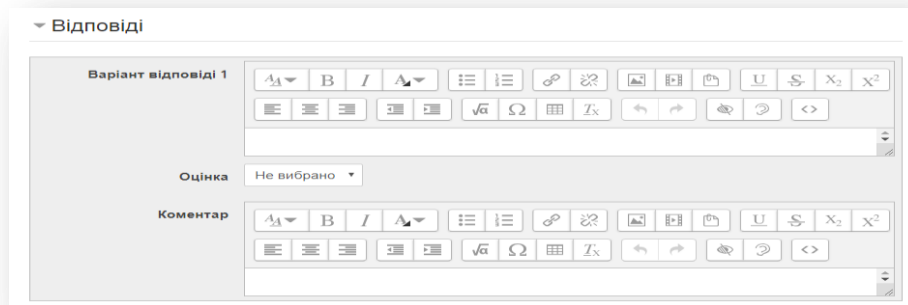 Відповіді
Варіант відповіді 1
Оцінка Не вибрано
Коментар